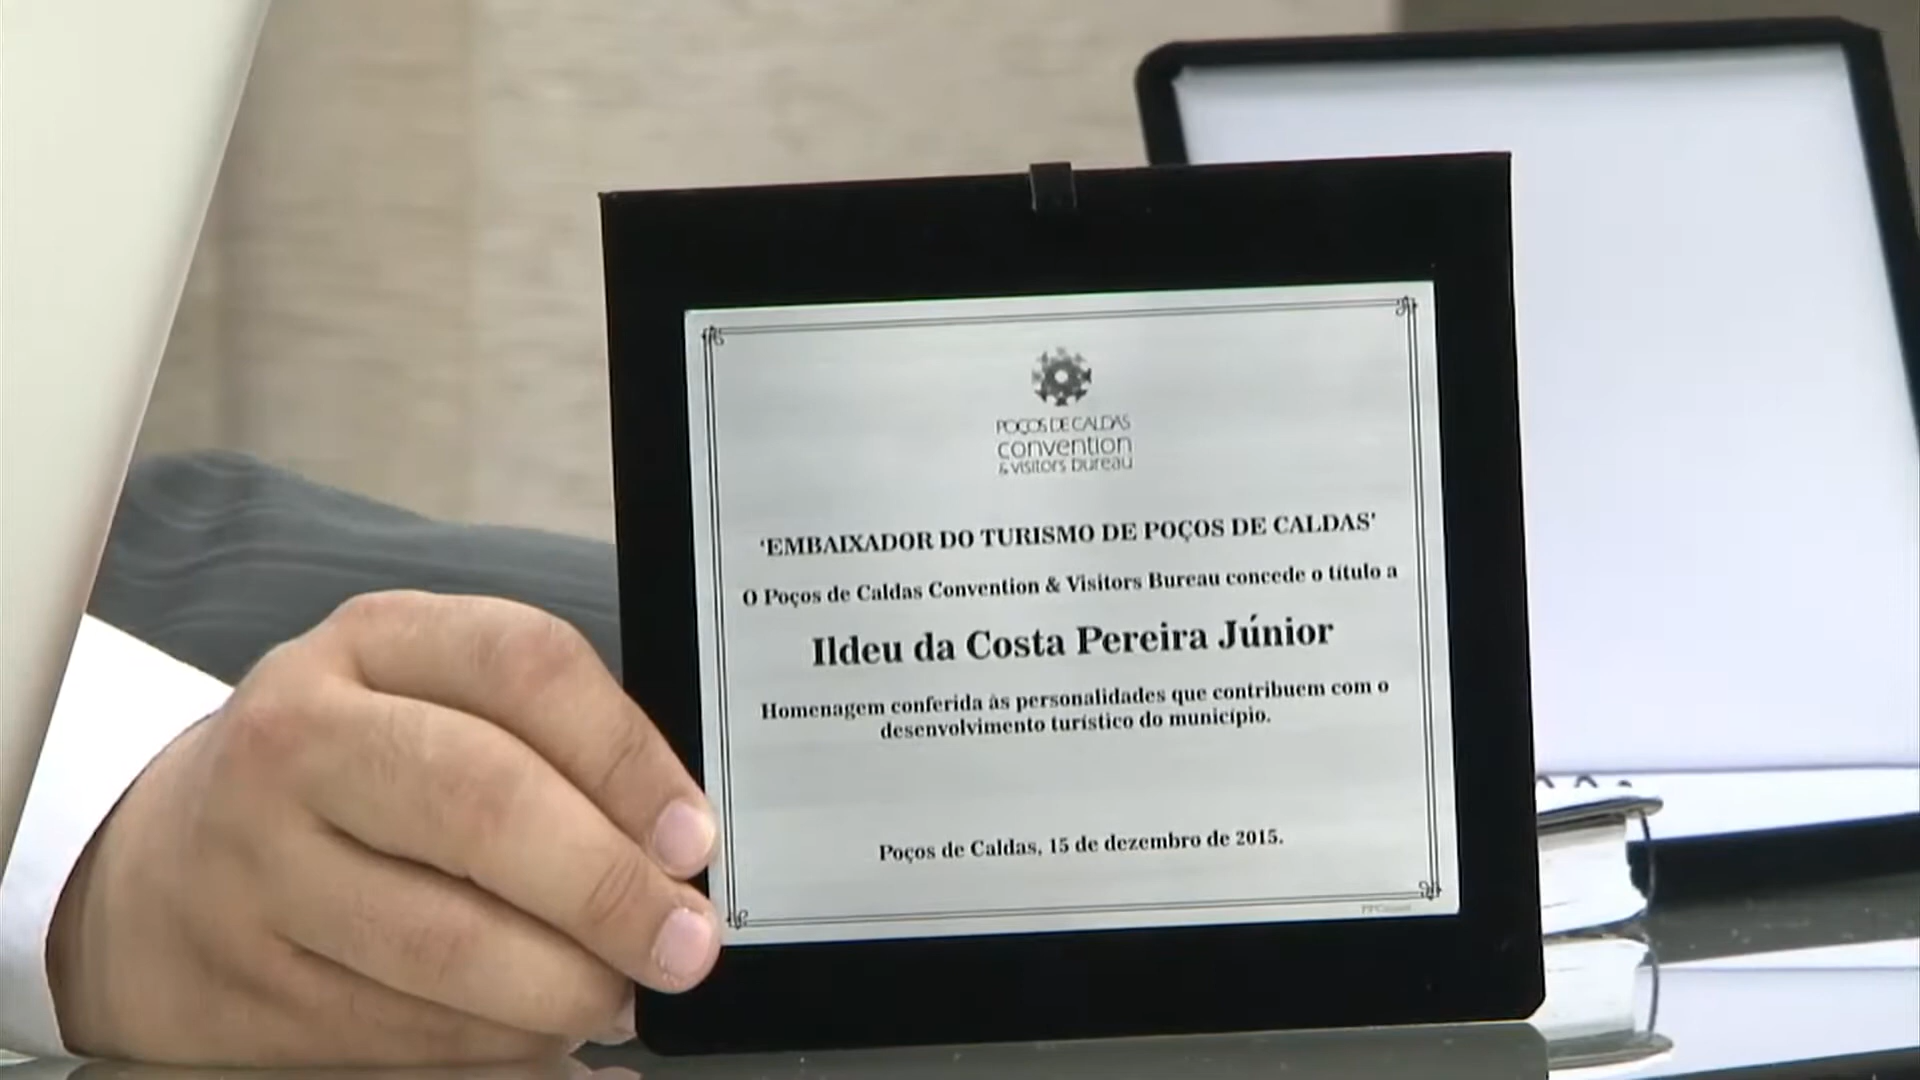 POÇOS DE CALDAS
convention
& visitors bureau
'EMBAIXADOR DO TURISMO DE POÇOS DE CALDAS'
O Poços de Caldas Convention & Visitors Bureau concede o título a
Ildeu da Costa Pereira Júnior
Homenagem conferida às personalidades que contribuem com o
desenvolvimento turístico do município.
Poços de Caldas, 15 de dezembro de 2015.